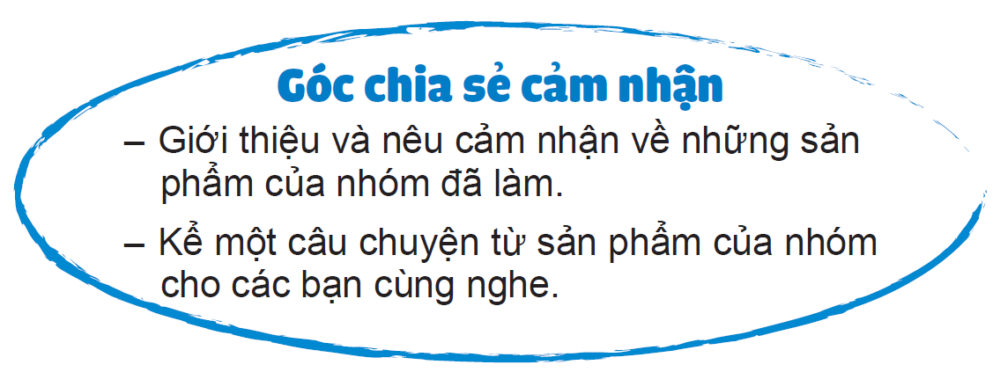 Góc chia sẻ cảm nhận
– Giới thiệu và nêu cảm nhận về những sản
phẩm của nhóm đã làm.
– Kể một câu chuyện từ sản phẩm của nhóm
cho các bạn cùng nghe.